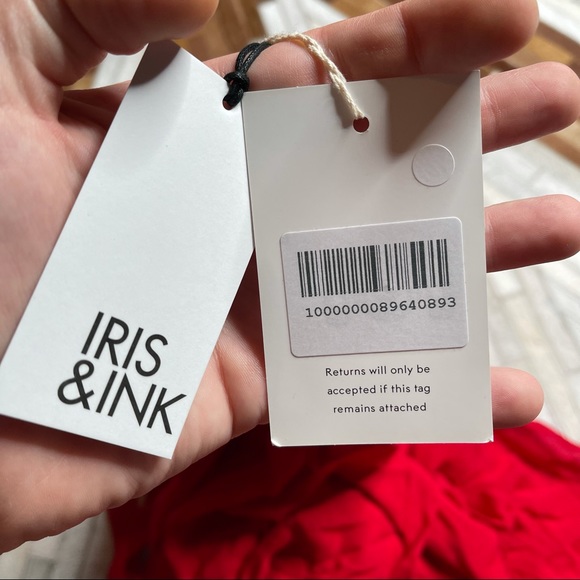 IRIS
&INK
1000000089640893
Returns will only be
accepted if this tag
remains attached